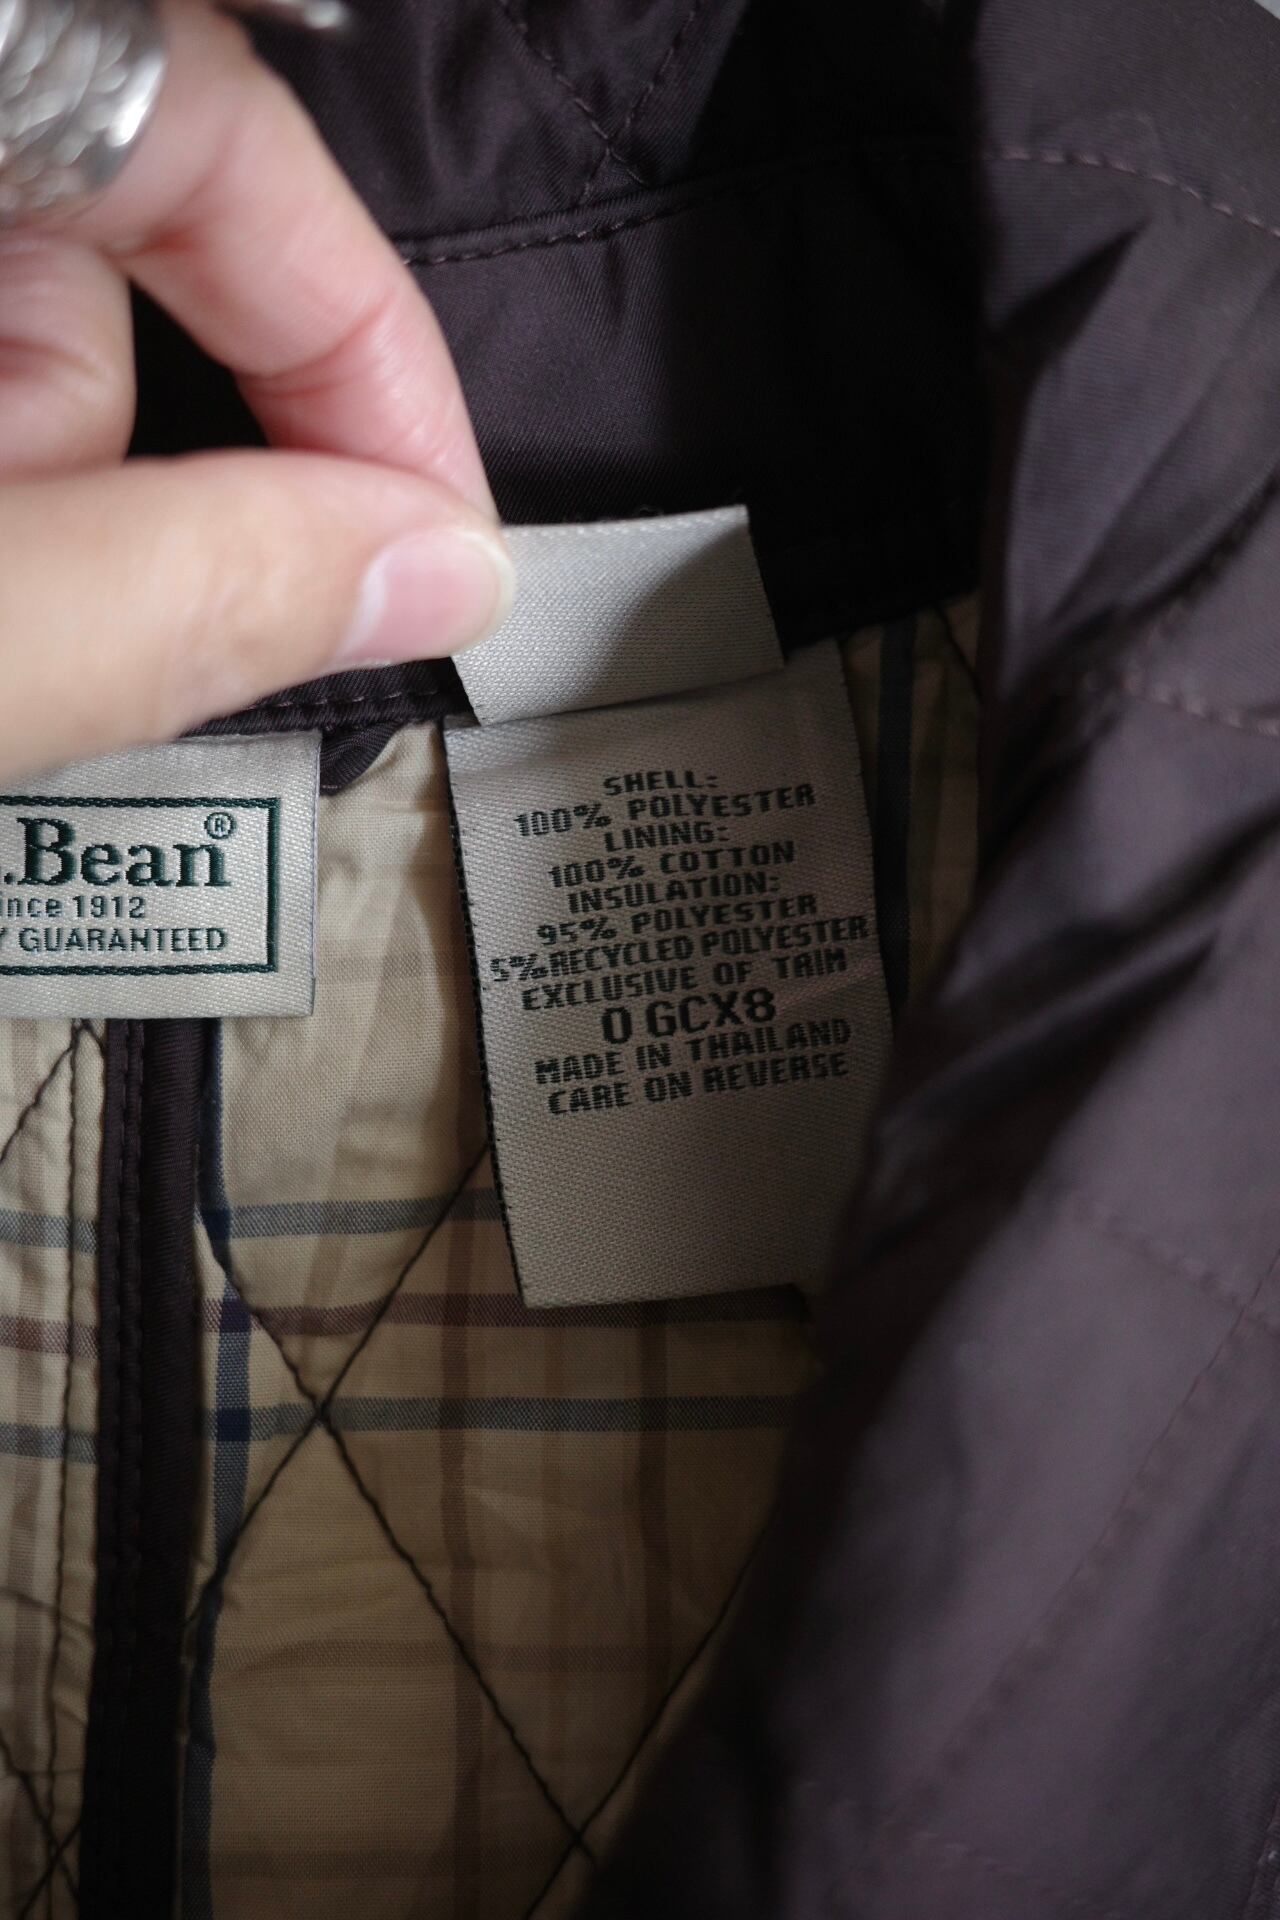 .Bean®
ince 1912
Y GUARANTEED
SHELL:
100% POLYESTER
LINING:
100% COTTON
INSULATION:
95% POLYESTER
5% RECYCLED POLYESTER
EXCLUSIVE OF TRIM
0 GCX8
MADE IN THAILAND
CARE ON REVERSE